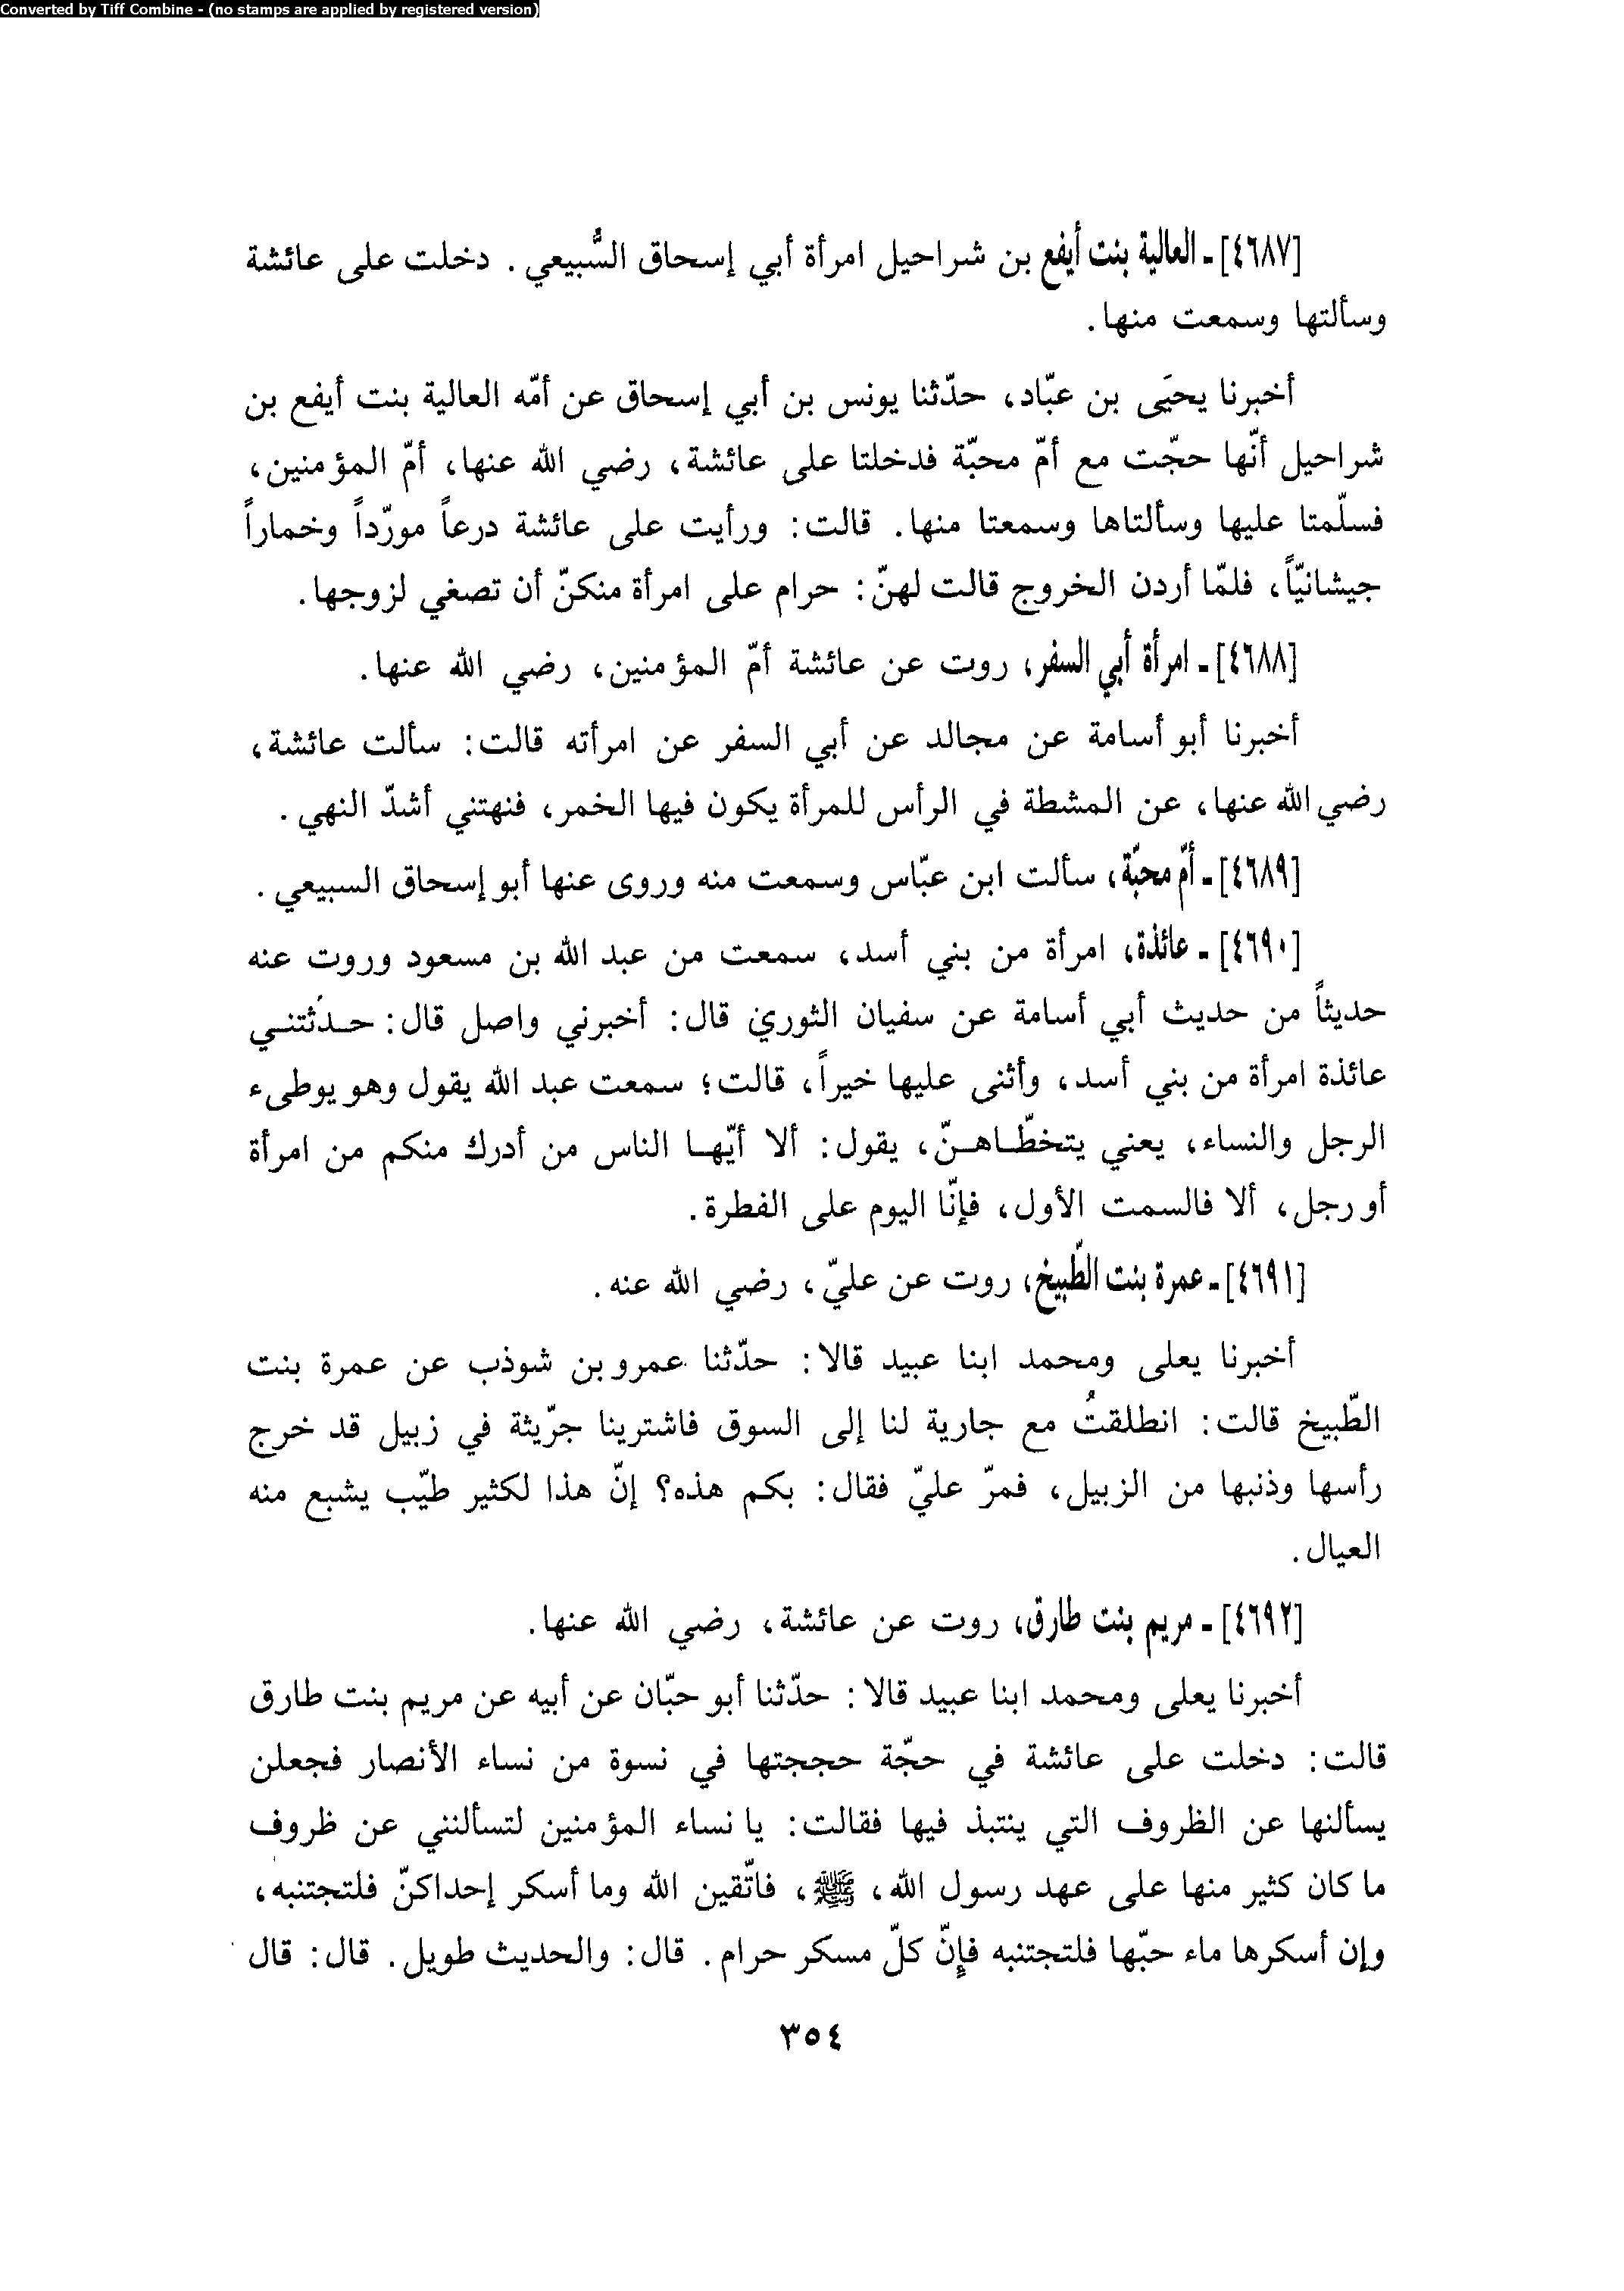 Converted by Tiff Combine - (no stamps are applied by registered version)
[٤٦٨٧] ـ العالية بنت أيفع بن شراحيل امرأة أبي إسحاق السُّبيعي . دخلت على عائشة
وسألتها وسمعت منها.
أخبرنا يحيَى بن عبّاد، حدّثنا يونس بن أبي إسحاق عن أمّه العالية بنت أيفع بن
شراحيل أنّها حجّت مع أمّ محبّة فدخلتا على عائشة، رضي الله عنها، أمّ المؤمنين،
فسلّمتا عليها وسألتاها وسمعتا منها. قالت: ورأيت على عائشة درعاً مورّداً وخماراً
جيشانيّاً، فلمّا أردن الخروج قالت لهنّ: حرام على امرأة منكنّ أن تصغي لزوجها.
[٤٦٨٨] ـ امرأة أبي السفر، روت عن عائشة أمّ المؤمنين، رضي الله عنها.
أخبرنا أبو أسامة عن مجالد عن أبي السفر عن امرأته قالت: سألت عائشة،
رضي الله عنها، عن المشطة في الرأس للمرأة يكون فيها الخمر، فنهتني أشدّ النهي.
[٤٦٨٩] ـ أمّ محبّة، سألت ابن عبّاس وسمعت منه وروى عنها أبو إسحاق السبيعي.
[٤٦٩٠] ـ عائذة، امرأة من بني أسد، سمعت من عبد الله بن مسعود وروت عنه
حديثاً من حديث أبي أسامة عن سفيان الثوري قال: أخبرني واصل قال: حدّثتني
عائذة امرأة من بني أسد، وأثنى عليها خيراً، قالت؛ سمعت عبد الله يقول وهو يوطىء
الرجل والنساء، يعني يتخطّاهنّ، يقول: ألا أيّها الناس من أدرك منكم من امرأة
أو رجل، ألا فالسمت الأول، فإنّا اليوم على الفطرة.
[٤٦٩١] ـ عمرة بنت الطّبيخ، روت عن عليّ، رضي الله عنه.
أخبرنا يعلى ومحمد ابنا عبيد قالا: حدّثنا عمرو بن شوذب عن عمرة بنت
الطّبيخ قالت: انطلقتُ مع جارية لنا إلى السوق فاشترينا جرّيثة في زبيل قد خرج
رأسها وذنبها من الزبيل، فمرّ عليّ فقال: بكم هذه؟ إنّ هذا لكثير طيّب يشبع منه
العيال.
[٤٦٩٢] ـ مريم بنت طارق، روت عن عائشة، رضي الله عنها.
أخبرنا يعلى ومحمد ابنا عبيد قالا: حدّثنا أبو حبّان عن أبيه عن مريم بنت طارق
قالت: دخلت على عائشة في حجّة حججتها في نسوة من نساء الأنصار فجعلن
يسألنها عن الظروف التي ينتبذ فيها فقالت: يا نساء المؤمنين لتسألنني عن ظروف
ما كان كثير منها على عهد رسول الله، ﷺ، فاتّقين الله وما أسكر إحداكنّ فلتجتنبه،
وإن أسكرها ماء حبّها فلتجتنبه فإنّ كلّ مسكر حرام. قال: والحديث طويل. قال: قال
٣٥٤